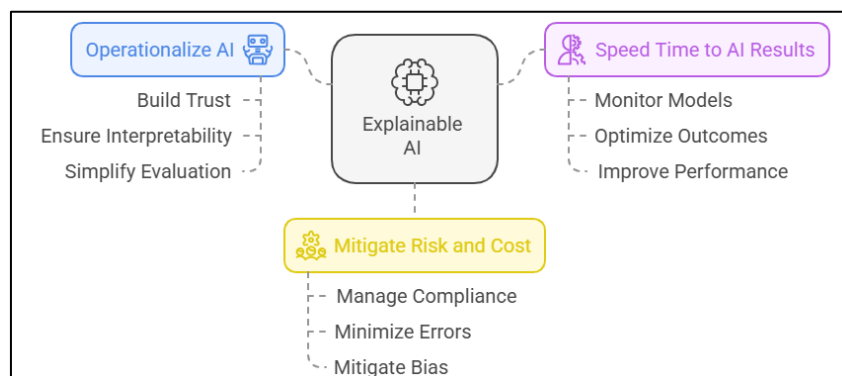 Operationalize AI
Build Trust
Ensure Interpretability
Simplify Evaluation
Explainable
AI
Speed Time to AI Results
Monitor Models
Optimize Outcomes
Improve Performance
Mitigate Risk and Cost
Manage Compliance
Minimize Errors
Mitigate Bias